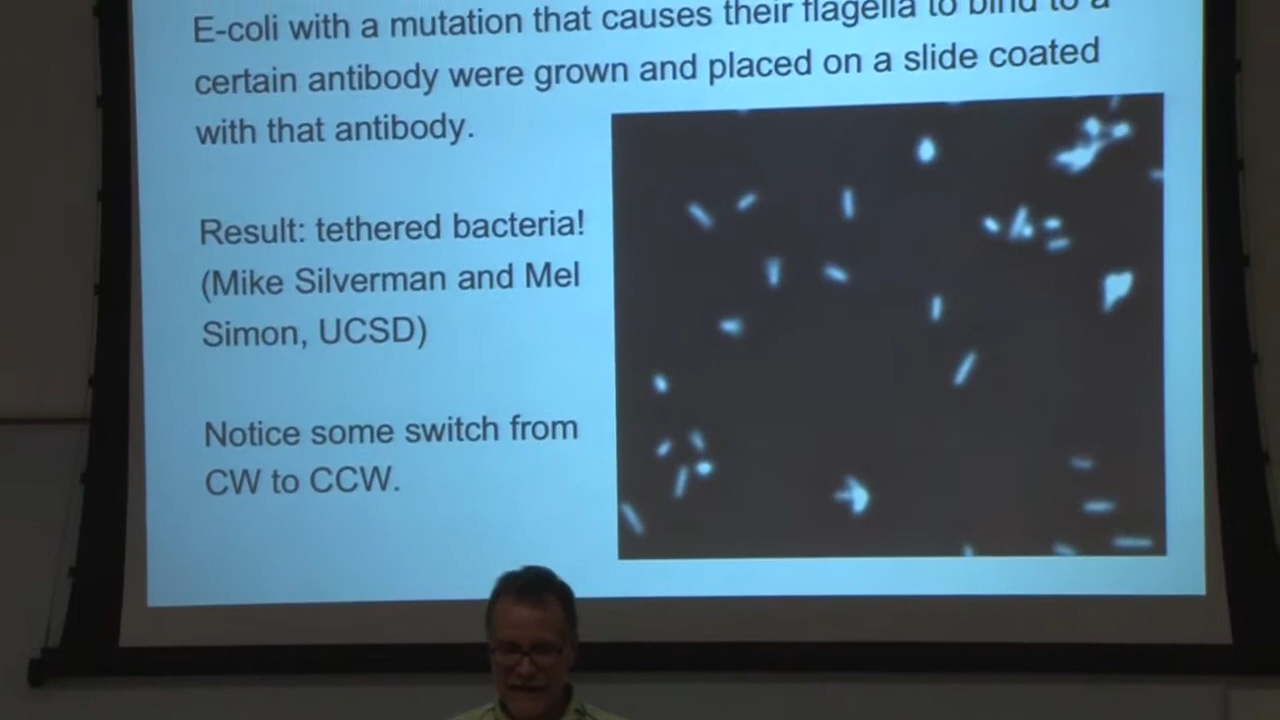 E-coli with a mutation that causes their flagella to bind to a
certain antibody were grown and placed on a slide coated
with that antibody.
Result: tethered bacteria!
(Mike Silverman and Mel
Simon, UCSD)
Notice some switch from
CW to CCW.